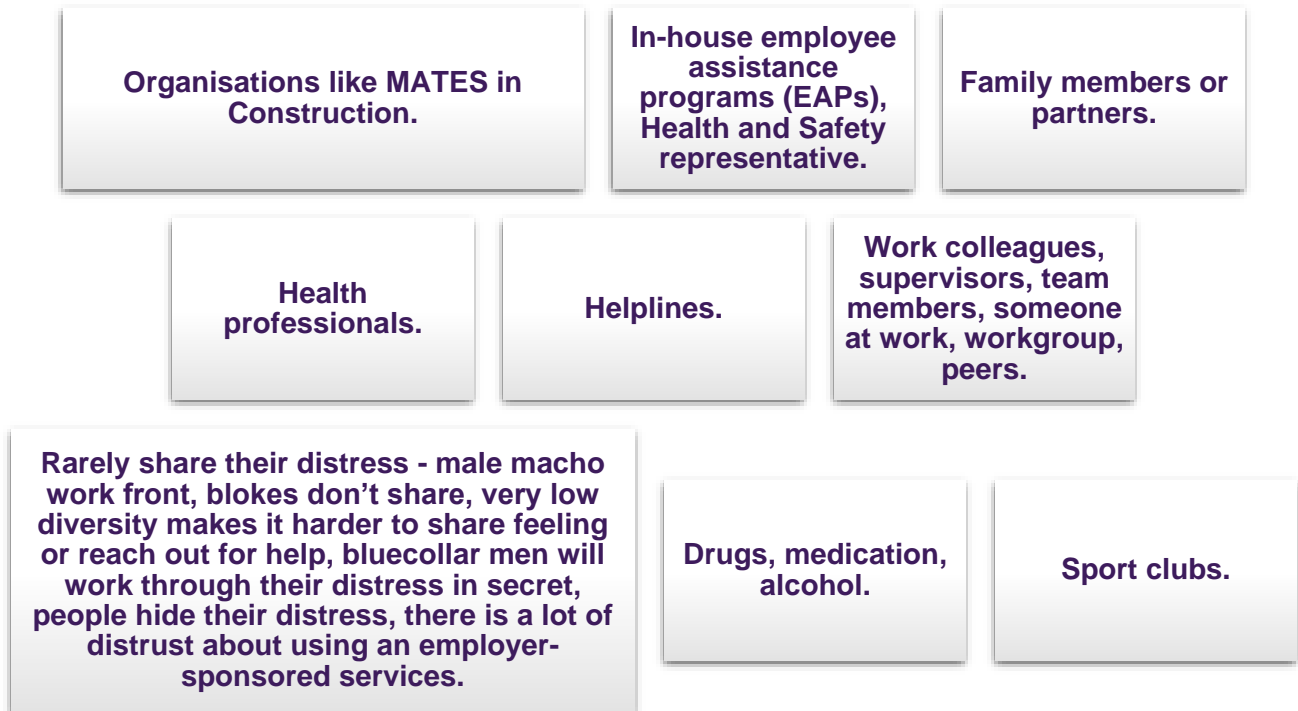 Organisations like MATES in
Construction.
In-house employee
assistance
programs (EAPs),
Health and Safety
representative.
Family members or
partners.
Health
professionals.
Helplines.
Work colleagues,
supervisors, team
members, someone
at work, workgroup,
peers.
Rarely share their distress - male macho
work front, blokes don’t share, very low
diversity makes it harder to share feeling
or reach out for help, bluecollar men will
work through their distress in secret,
people hide their distress, there is a lot of
distrust about using an employer-
sponsored services.
Drugs, medication,
alcohol.
Sport clubs.